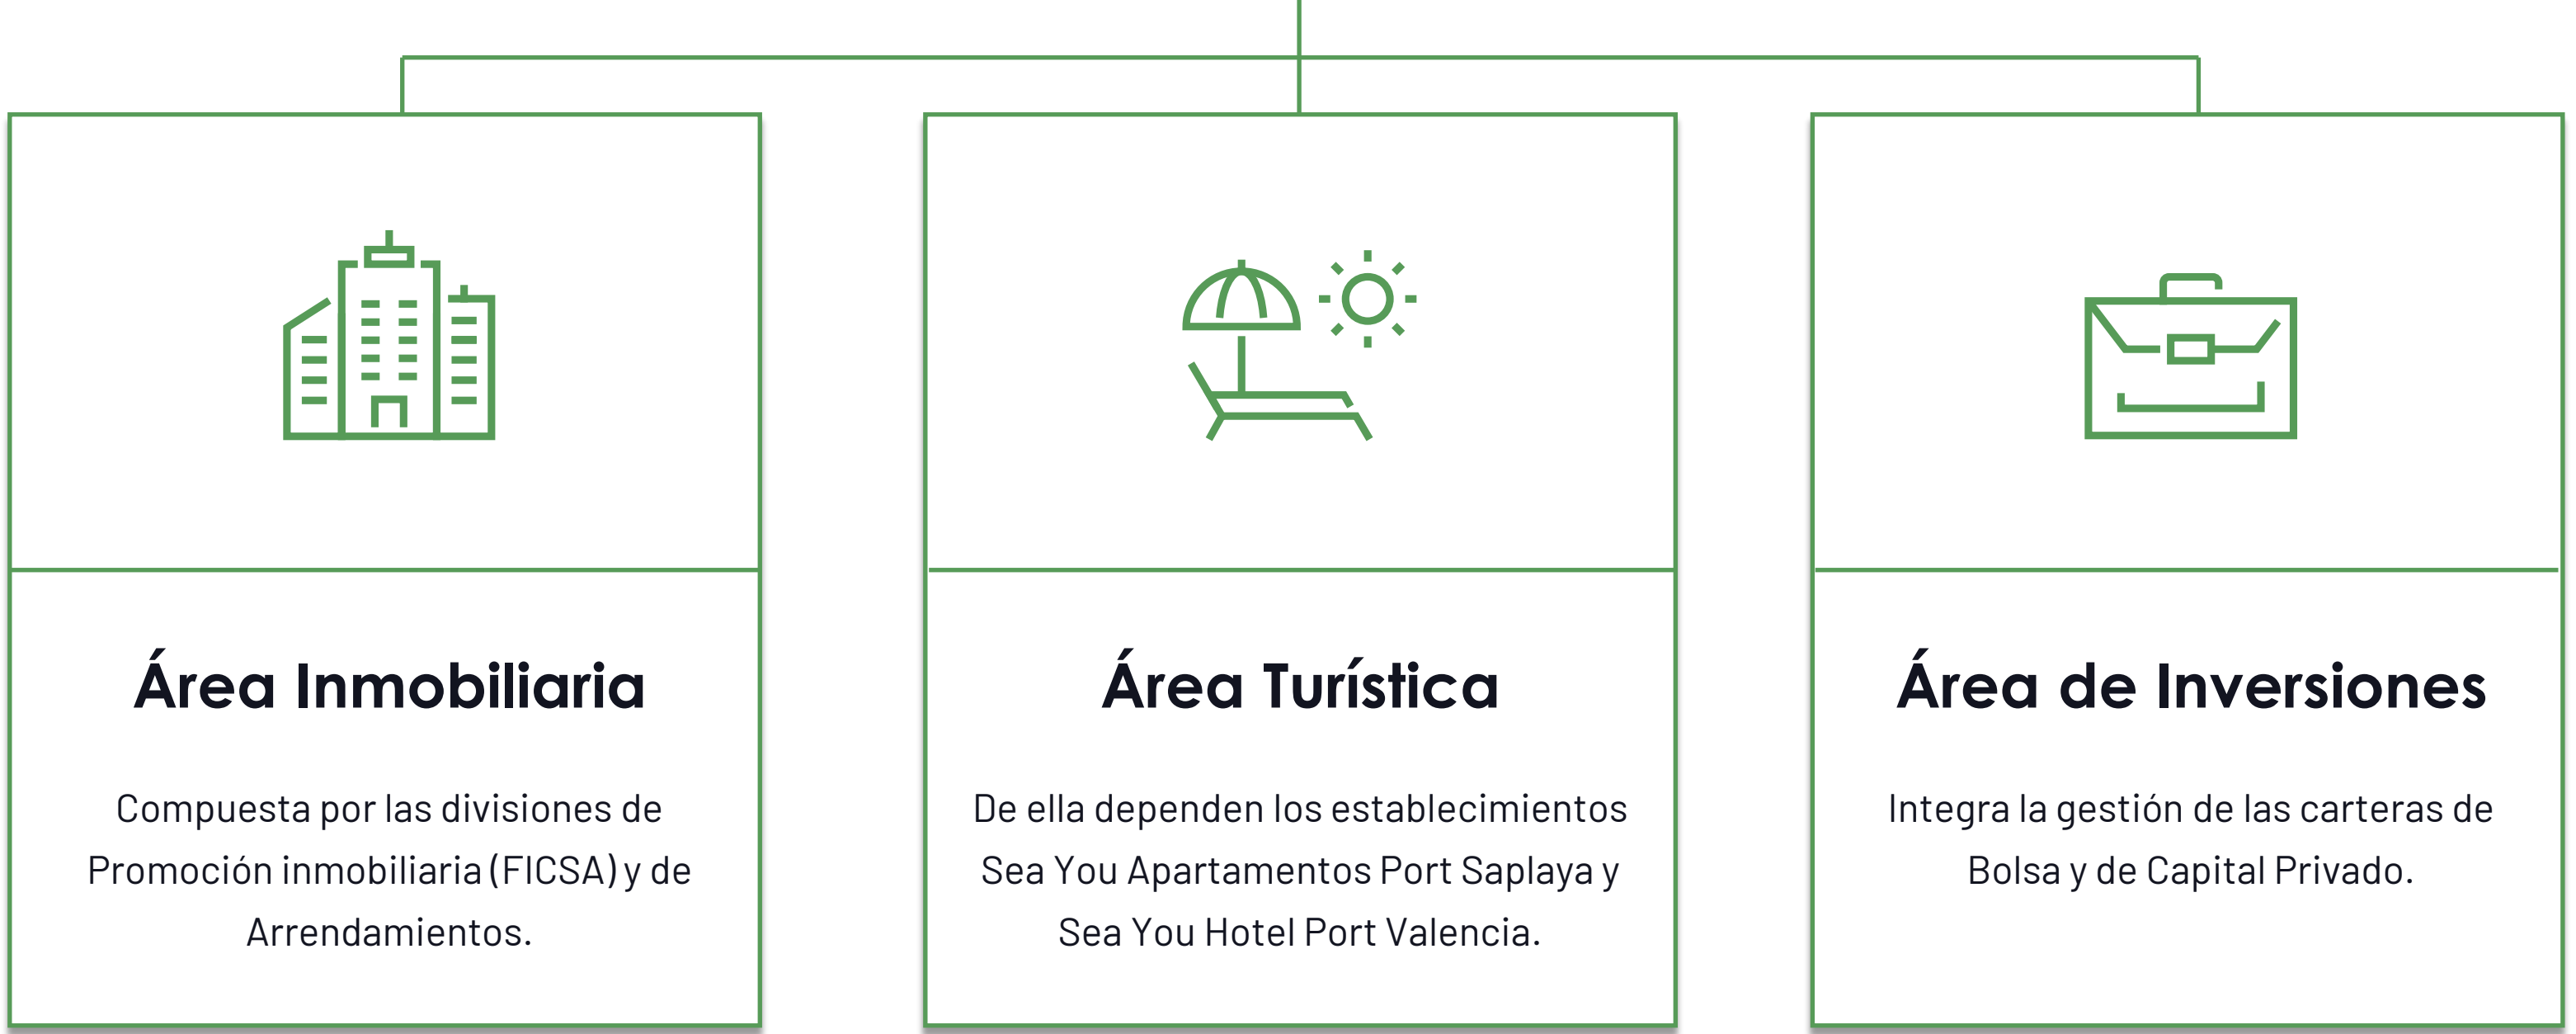 Área Inmobiliaria
Compuesta por las divisiones de
Promoción inmobiliaria (FICSA) y de
Arrendamientos.
Área Turística
De ella dependen los establecimientos
Sea You Apartamentos Port Saplaya y
Sea You Hotel Port Valencia.
Área de Inversiones
Integra la gestión de las carteras de
Bolsa y de Capital Privado.